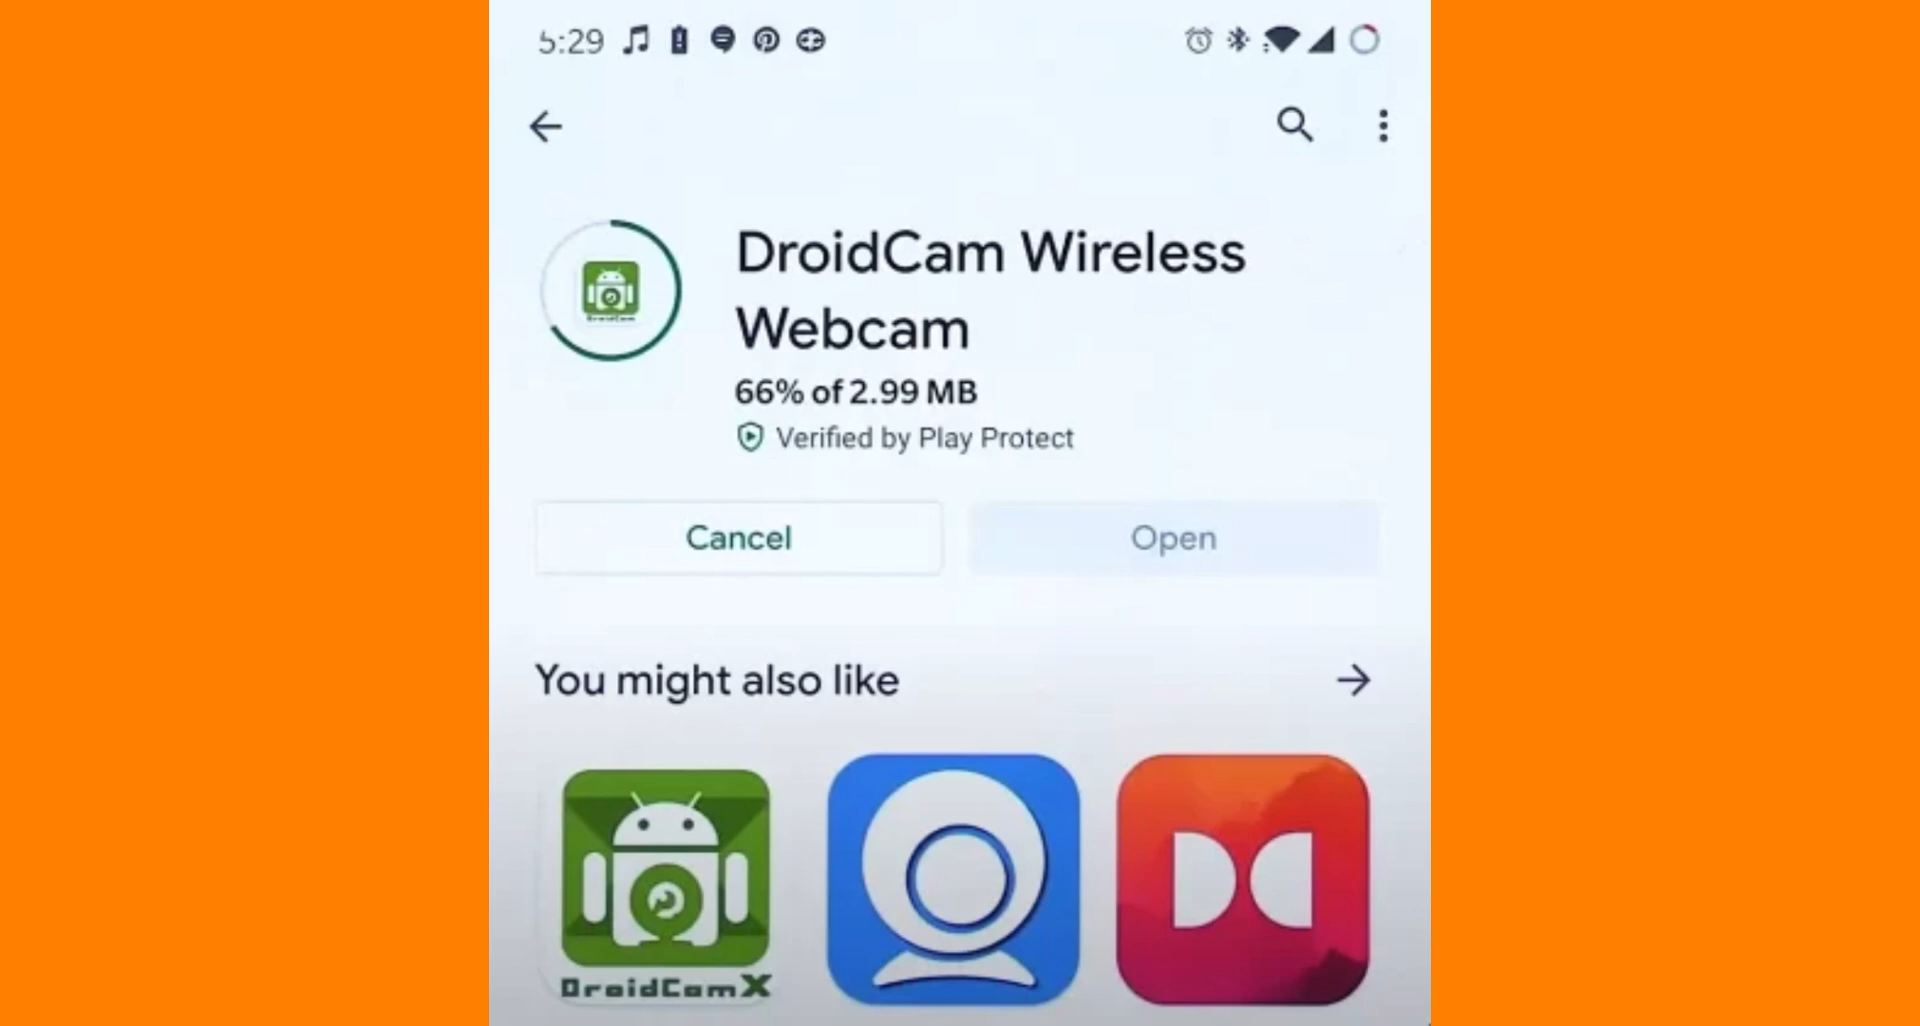 5:29
DroidCam Wireless
Webcam
66% of 2.99 MB
Verified by Play Protect
Cancel
Open
You might also like
DroidCam
DroidCamX